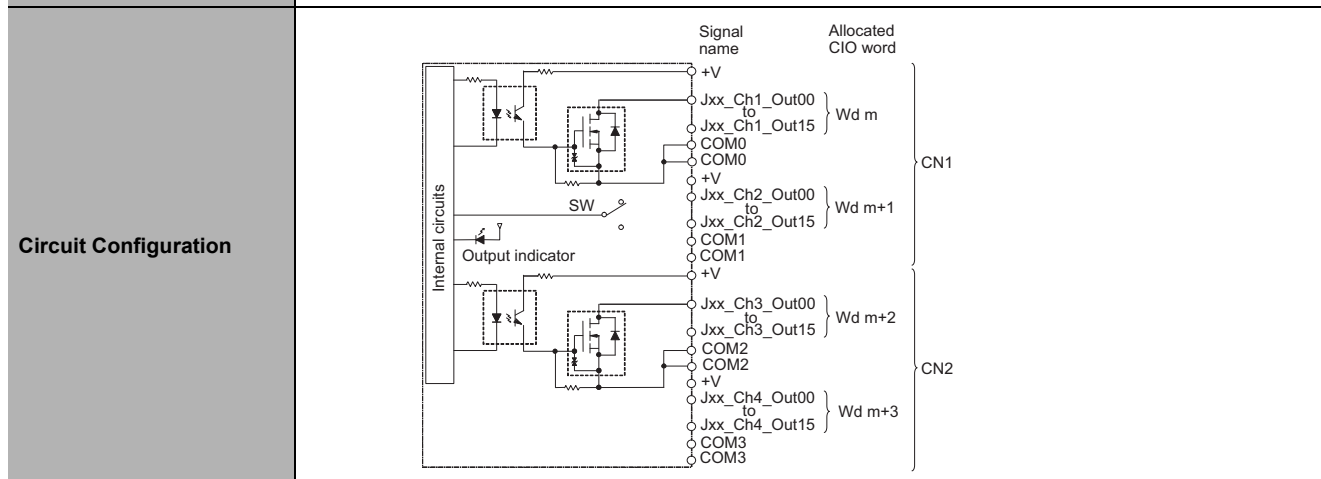 Circuit Configuration
Signal
name
Allocated
CIO word
Internal circuits
SW
Output indicator
+V
Jxx_Ch1_Out00
to
Jxx_Ch1_Out15
Wd m
COM0
COM0
+V
Jxx_Ch2_Out00
to
Jxx_Ch2_Out15
Wd m+1
COM1
COM1
CN1
+V
Jxx_Ch3_Out00
to
Jxx_Ch3_Out15
Wd m+2
COM2
COM2
+V
Jxx_Ch4_Out00
to
Jxx_Ch4_Out15
Wd m+3
COM3
COM3
CN2